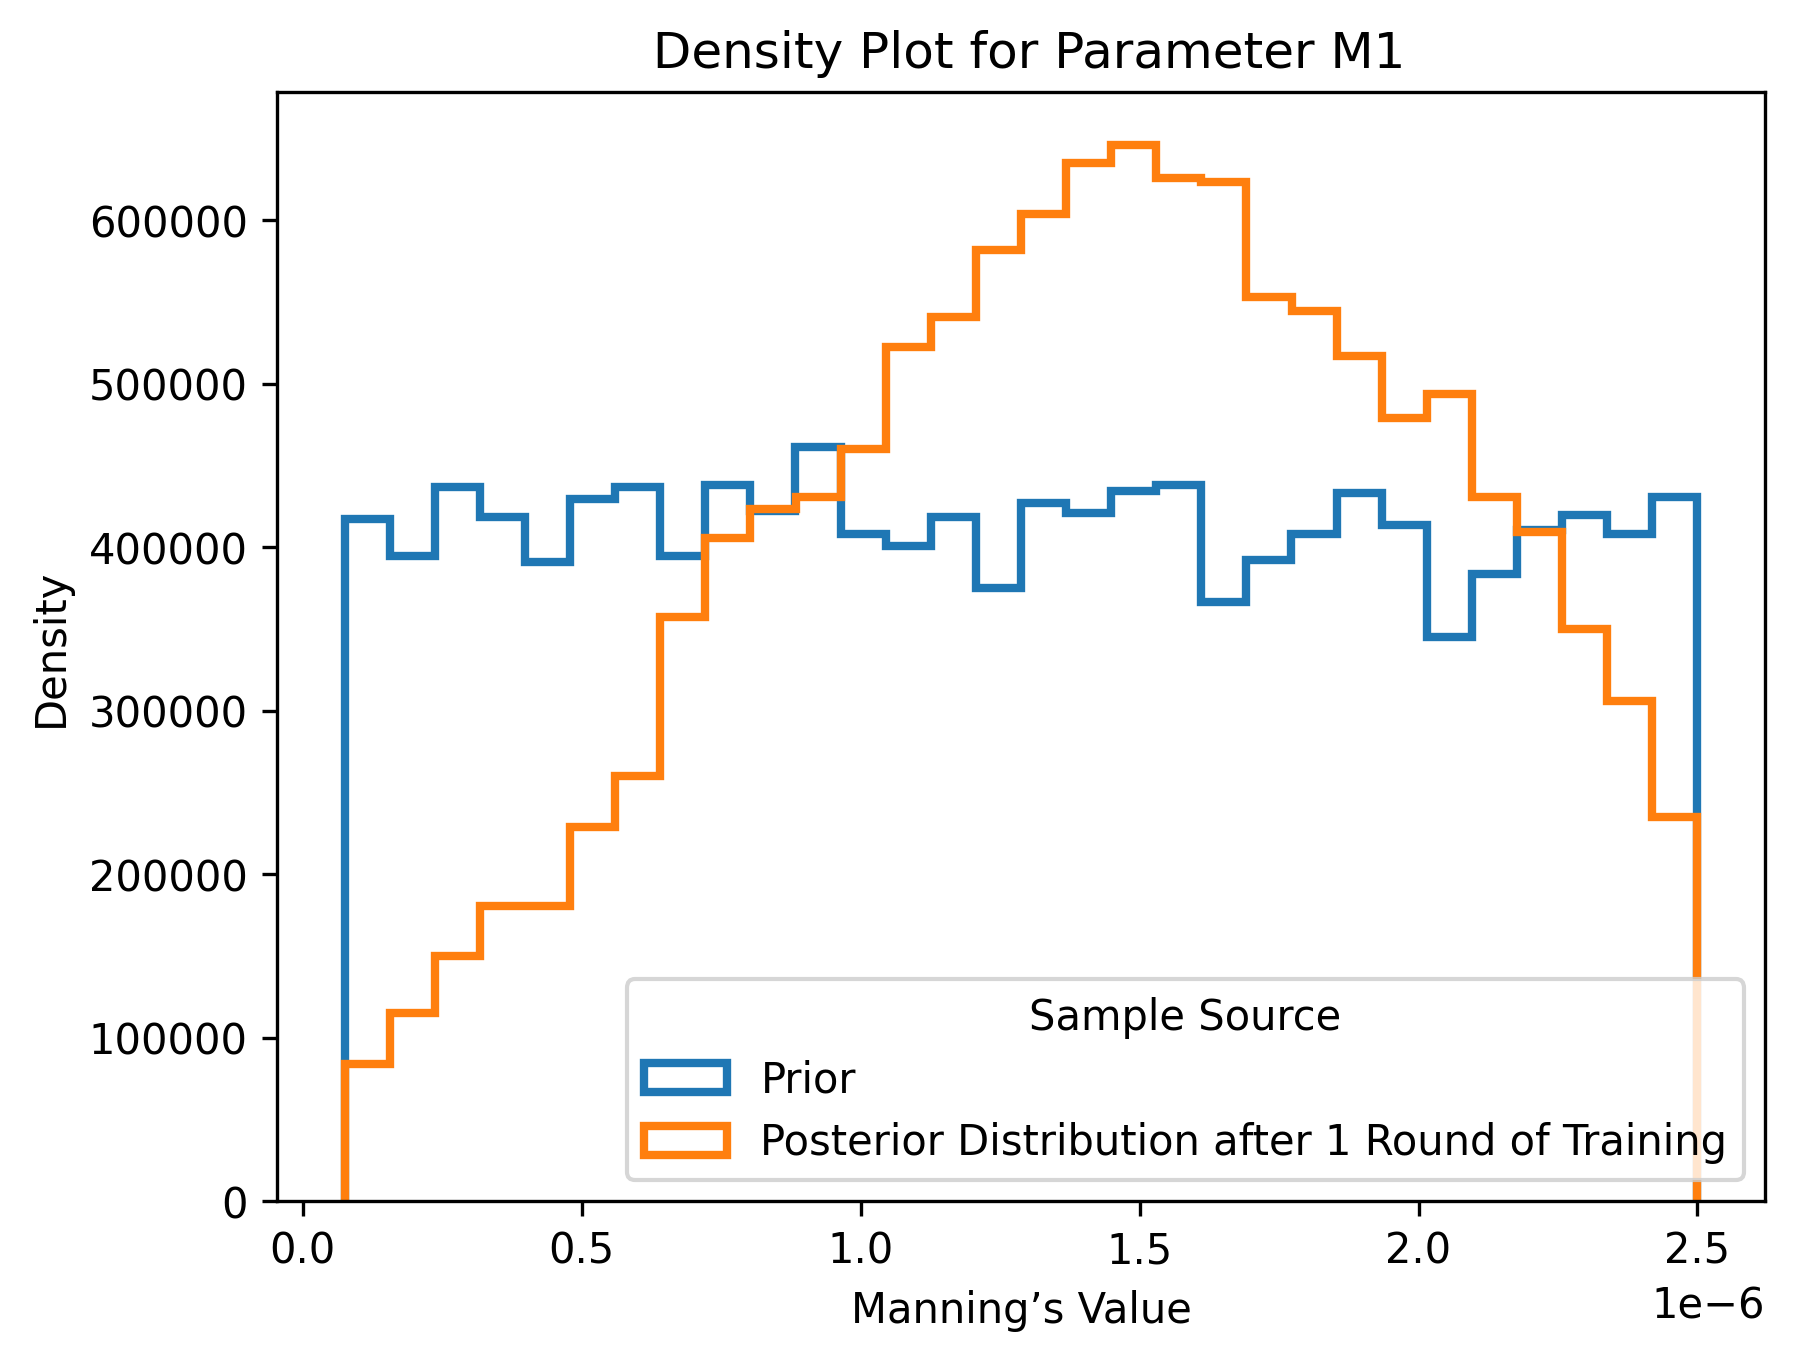 Density Plot for Parameter M1
600000
500000
400000
300000
200000
100000
0
Density
0.0 0.5 1.0 1.5 2.0 2.5
1e−6
Manning’s Value
Sample Source
Prior
Posterior Distribution after 1 Round of Training